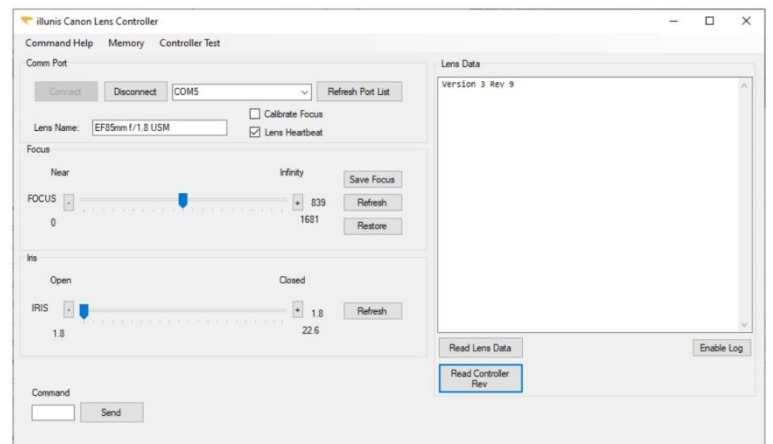 illunis Canon Lens Controller
Command Help Memory Controller Test
Comm Port
Connect Disconnect COM5 Refresh Port List
Calibrate Focus
Lens Name: EF85mm f/1.8 USM Lens Heartbeat
Focus
Near Infinity
Save Focus
FOCUS - + 839 Refresh
0 1681 Restore
Iris
Open Closed
IRIS - + 1.8 Refresh
1.8 22.6
Command
Send
Lens Data
Version 3 Rev 9
Read Lens Data Enable Log
Read Controller
Rev